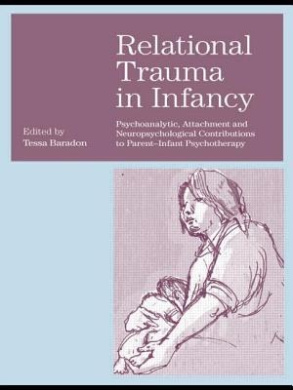 Relational
Trauma
in Infancy
Psychoanalytic, Attachment and
Neuropsychological Contributions
to Parent–Infant Psychotherapy
Edited by
Tessa Baradon